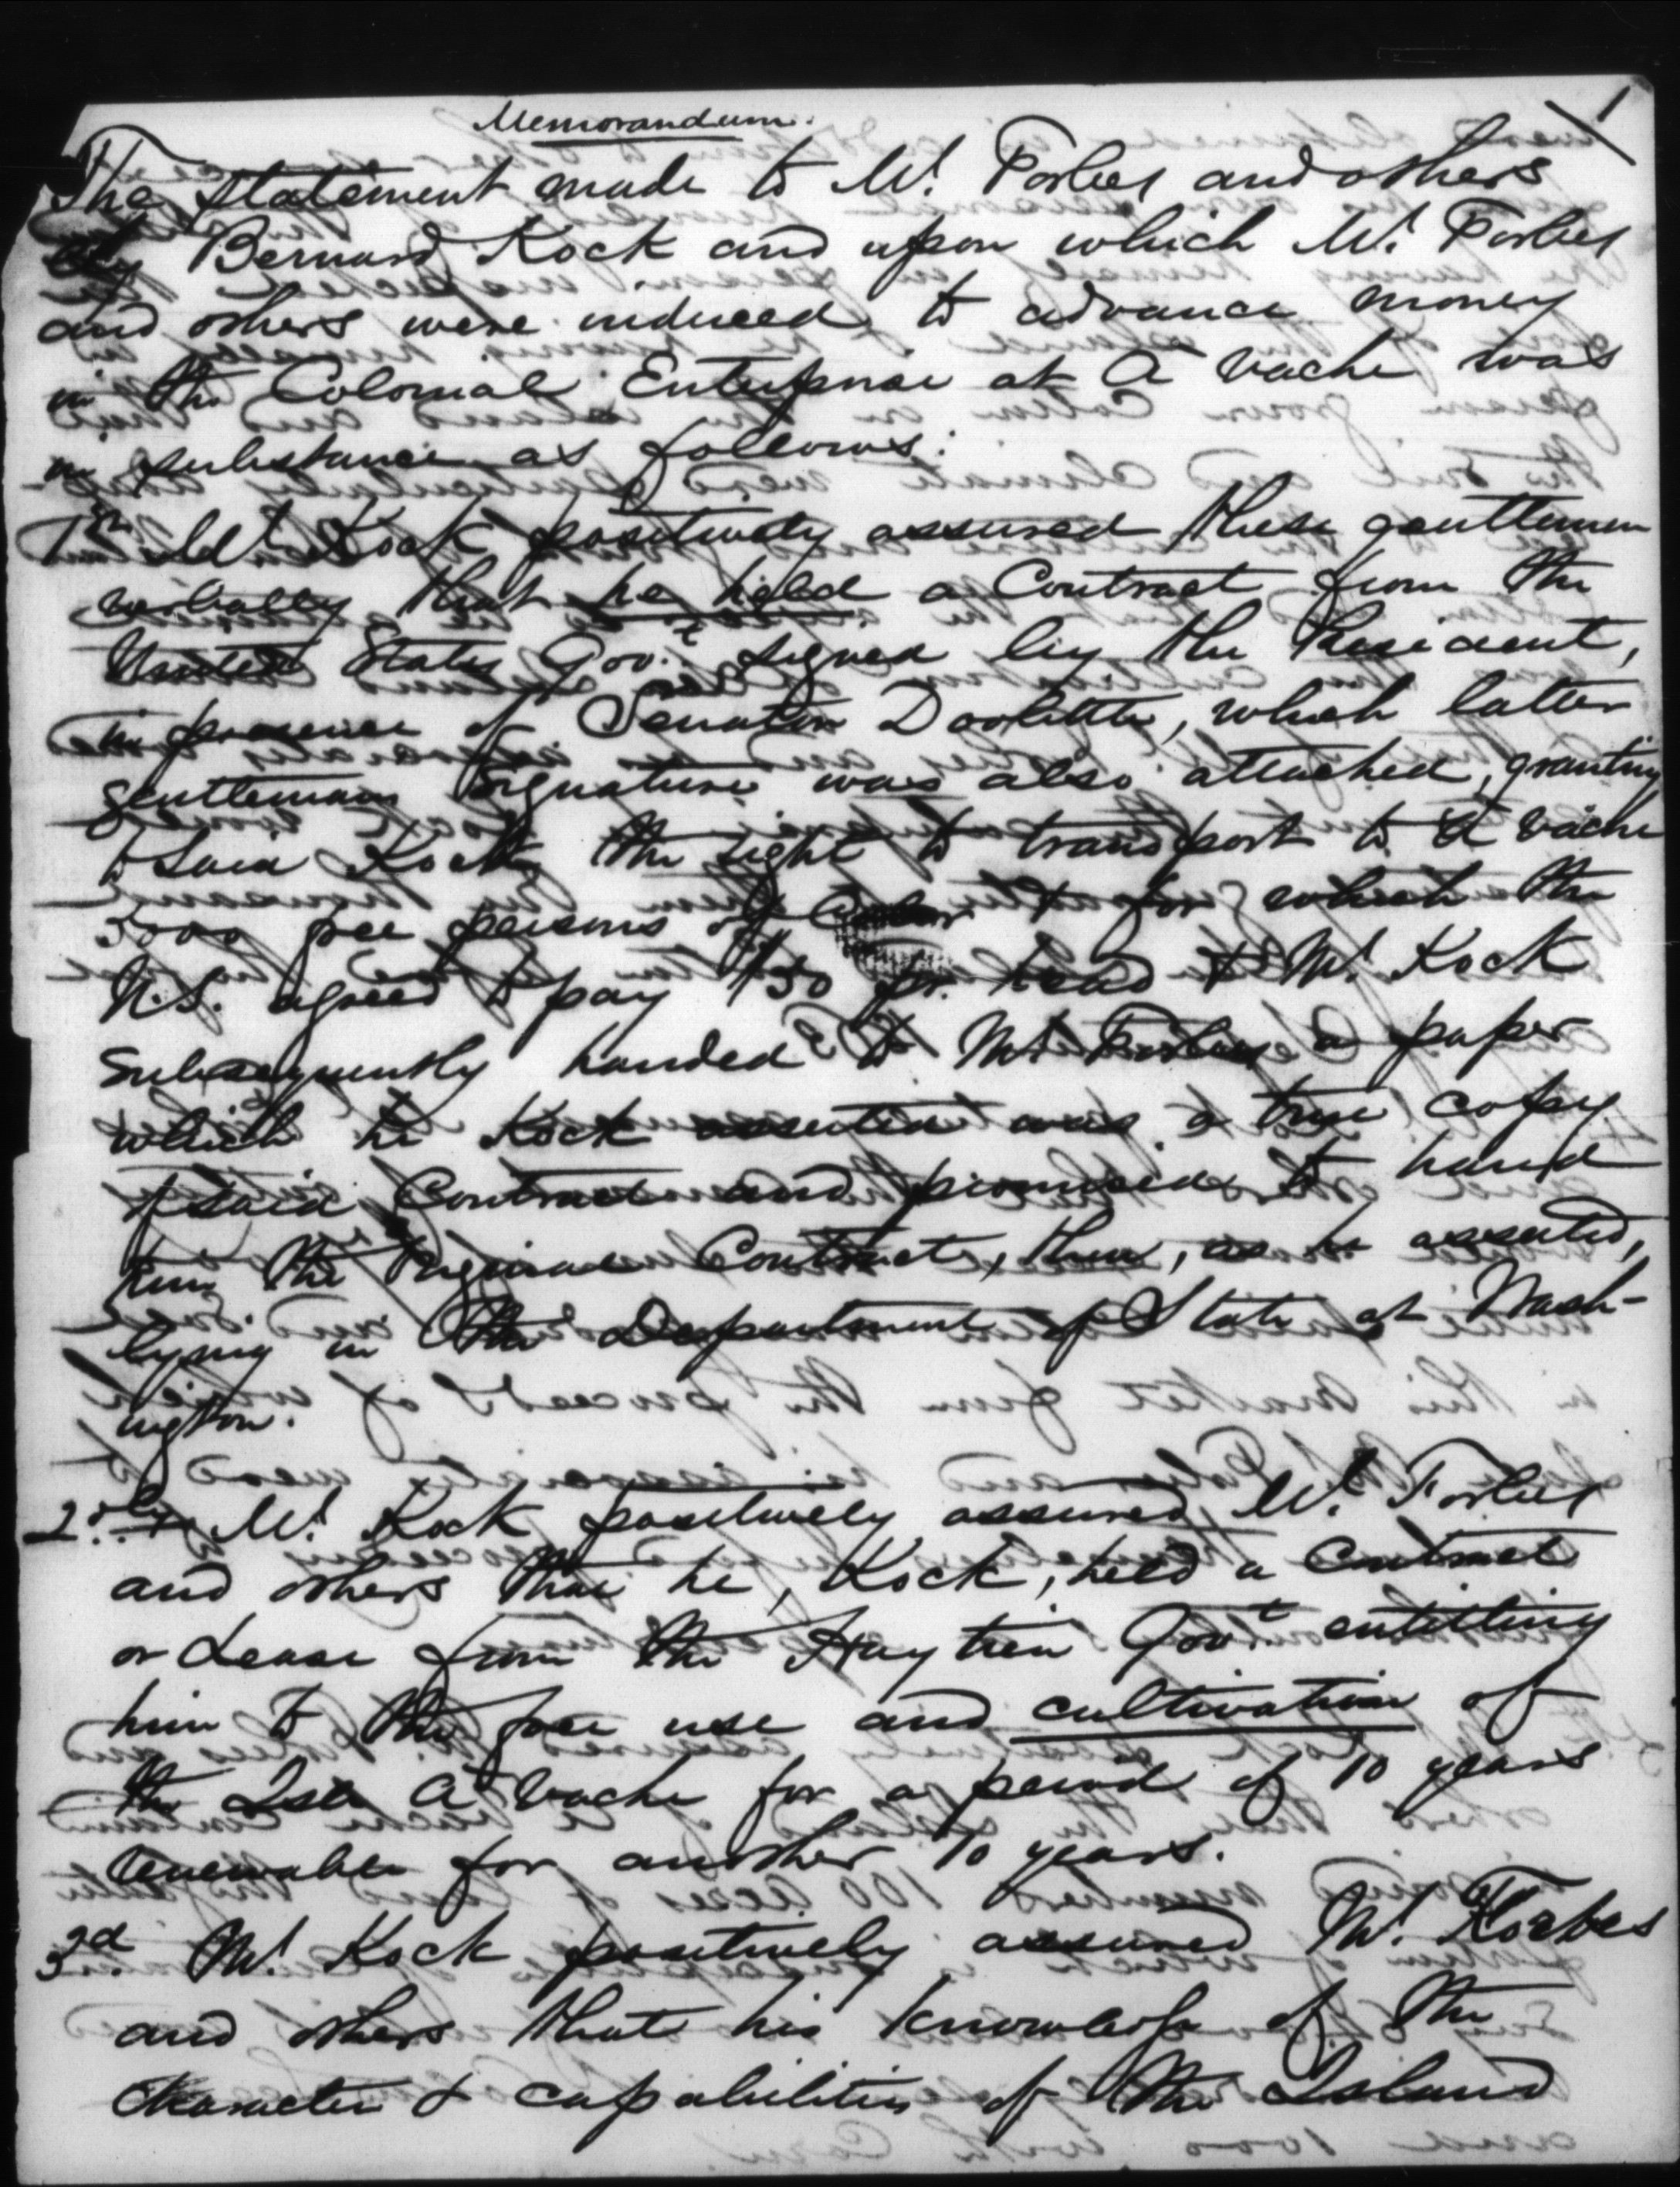 1
Memorandum.
The statement made to Mr. Forbes and others
by Bernard Kock and upon which Mr. Forbes
and others were induced to advance money
in the Colonial Enterprise at A Vache was
in substance as follows:
1st Mr. Kock positively assured these gentlemen
verbally that he held a Contract from the
United States Govt. signed by the President,
in presence of Senator Doolittle, which latter
gentlemans signature was also attached, granting
to said Kock the right to transport to A Vache
5000 free persons of Color & for which the
U.S. agreed to pay $50 pr. head & Mr. Kock
subsequently handed to Mr. Forbes a paper
which he Kock asserted was a true copy
of said Contract and promised to hand
him the Original Contract, then, as he asserted,
lying in the Department of State at Wash-
ington.
2dly Mr. Kock positively assured Mr. Forbes
and others that he, Kock, held a Contract
or Lease from the Haytien Govt. entitling
him to the free use and cultivation of
the Isle A Vache for a period of 10 years
renewable for another 10 years.
3d. Mr. Kock positively assured Mr. Forbes
and others that his knowledge of the
character & capabilities of the Island